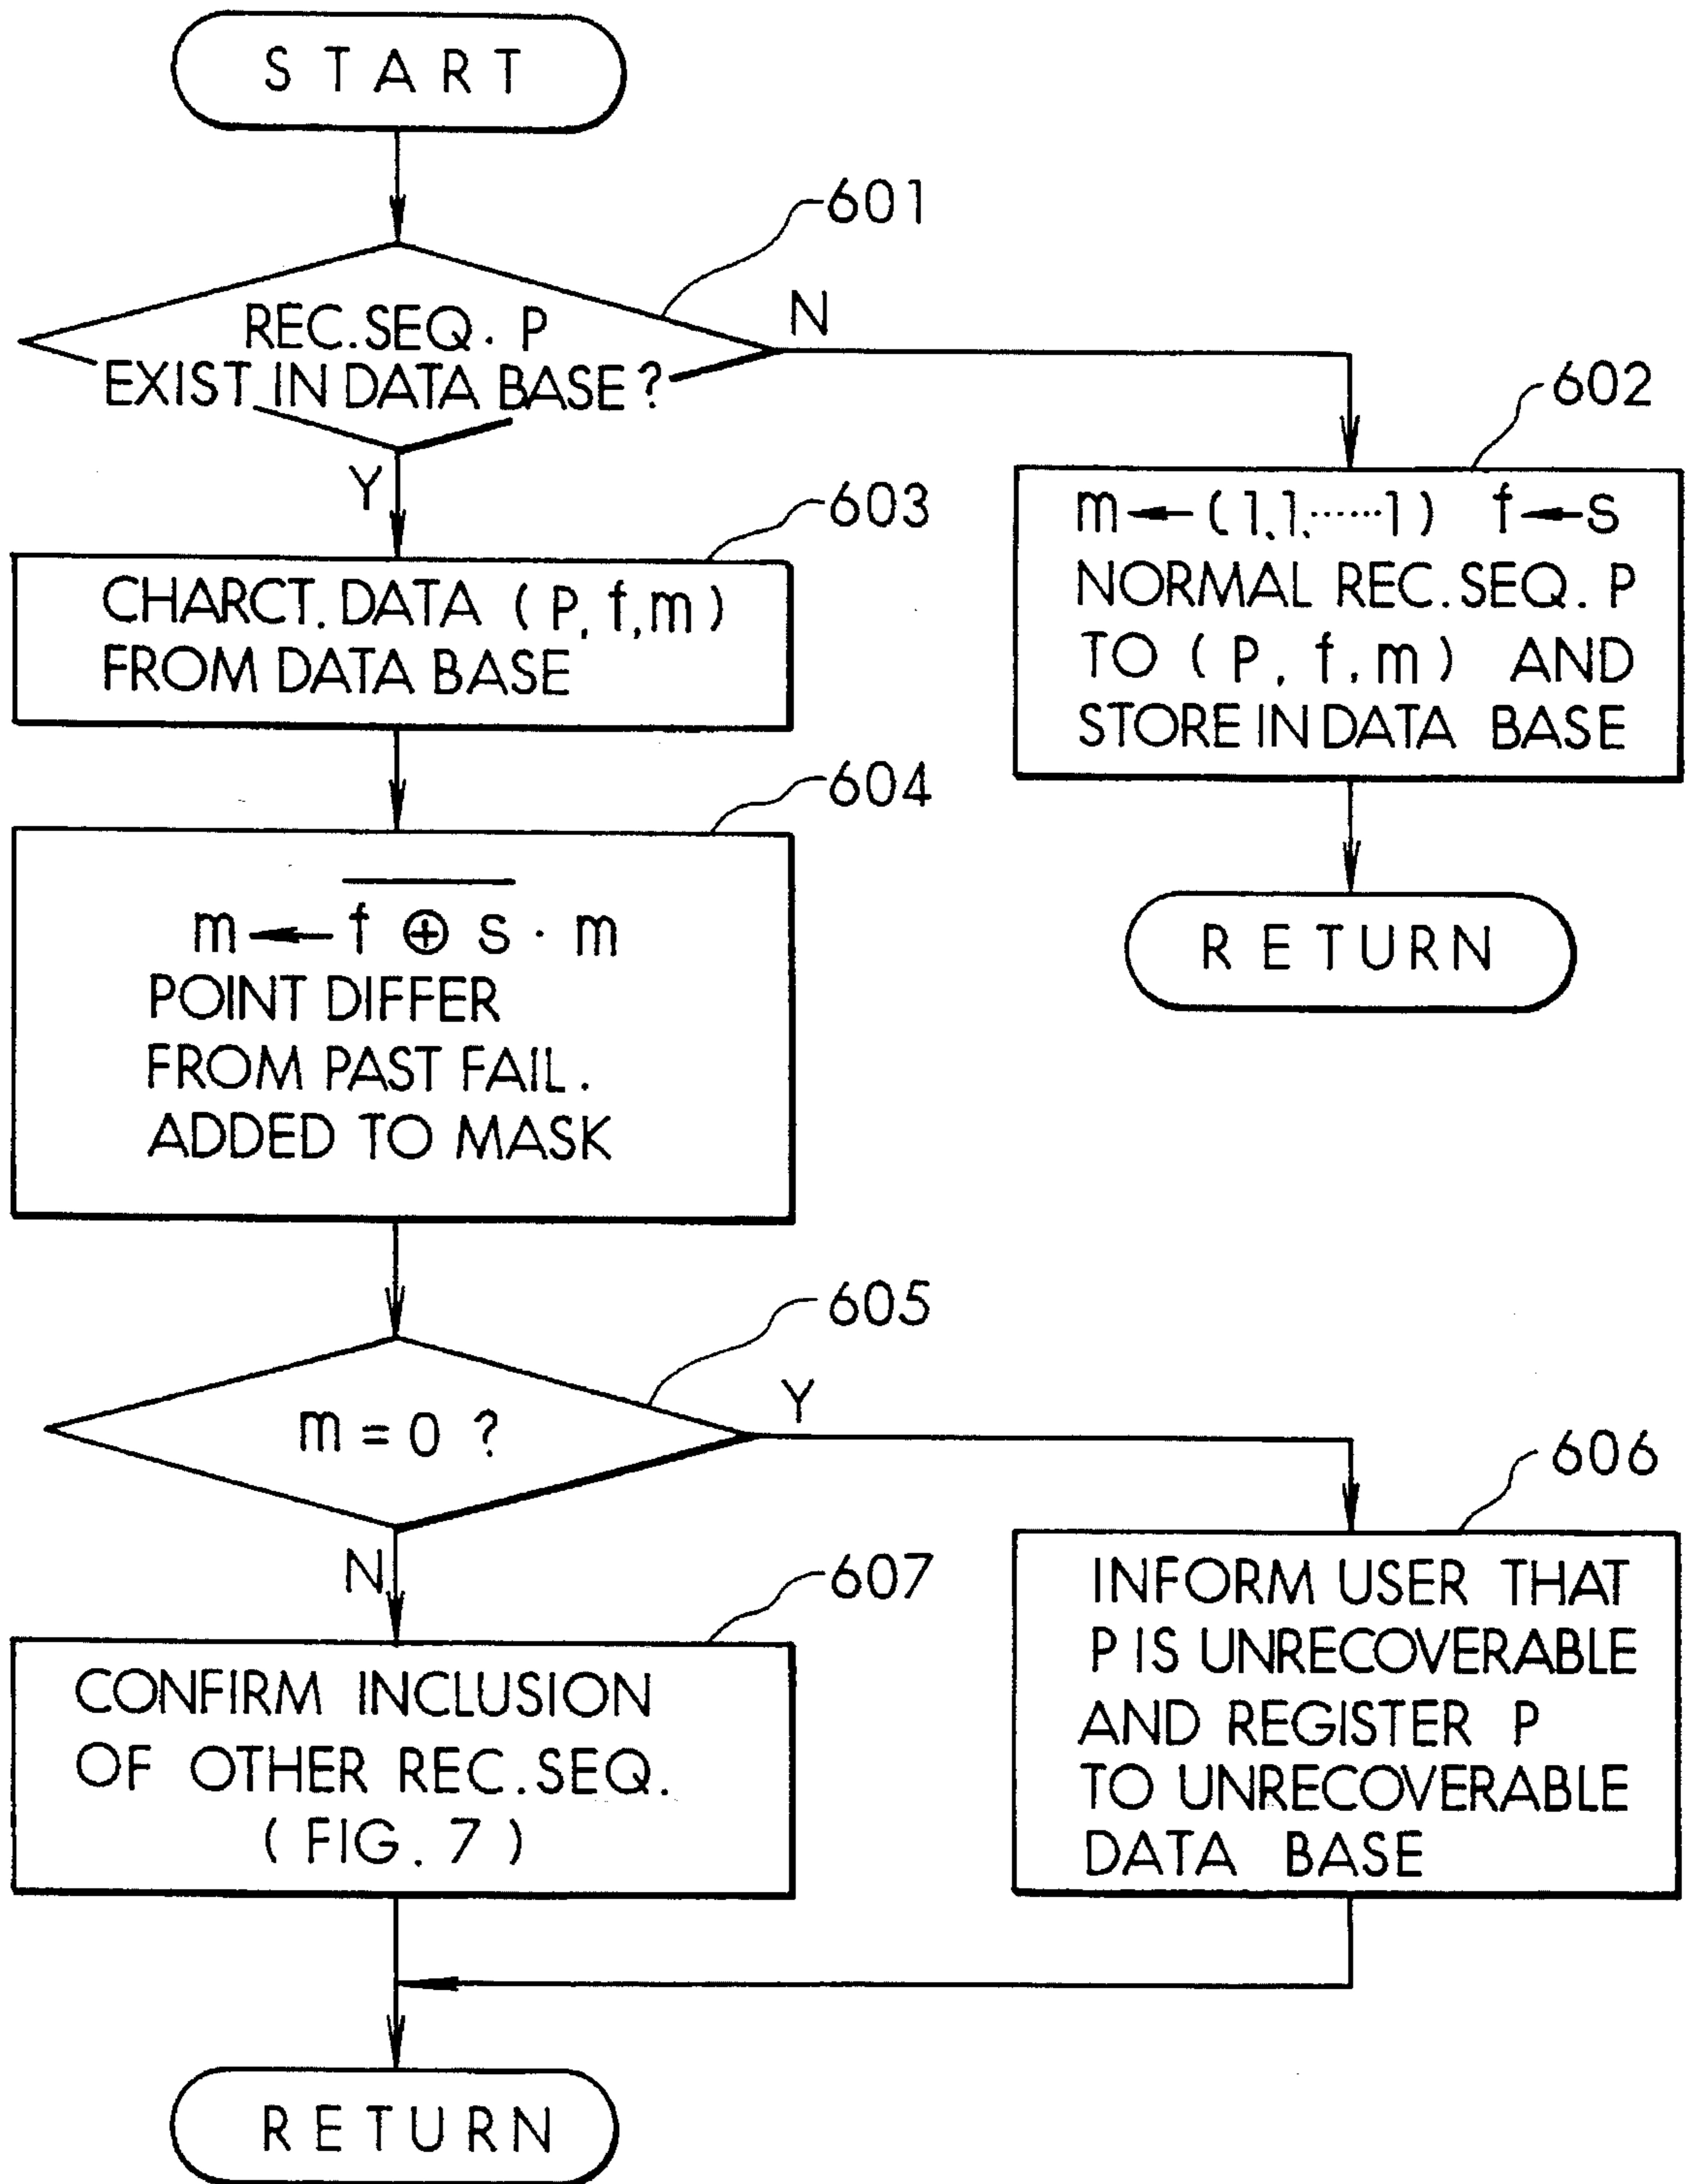 START
601
REC.SEQ. P
EXIST IN DATA BASE?
N
Y
602
m←(1,1,……1) f←s
NORMAL REC.SEQ. P
TO (P, f, m) AND
STORE IN DATA BASE
RETURN
603
CHARCT. DATA (P, f, m)
FROM DATA BASE
604
m←f̅ ̅⊕̅ ̅s̅ · m
POINT DIFFER
FROM PAST FAIL.
ADDED TO MASK
605
m = 0 ?
Y
N
606
INFORM USER THAT
P IS UNRECOVERABLE
AND REGISTER P
TO UNRECOVERABLE
DATA BASE
607
CONFIRM INCLUSION
OF OTHER REC.SEQ.
(FIG. 7)
RETURN